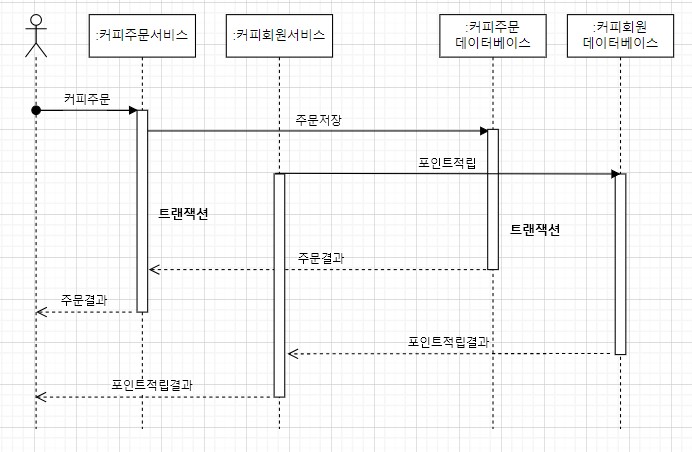 :커피주문서비스
:커피회원서비스
:커피주문
데이터베이스
:커피회원
데이터베이스
커피주문
주문저장
포인트적립
트랜잭션
트랜잭션
주문결과
주문결과
포인트적립결과
포인트적립결과